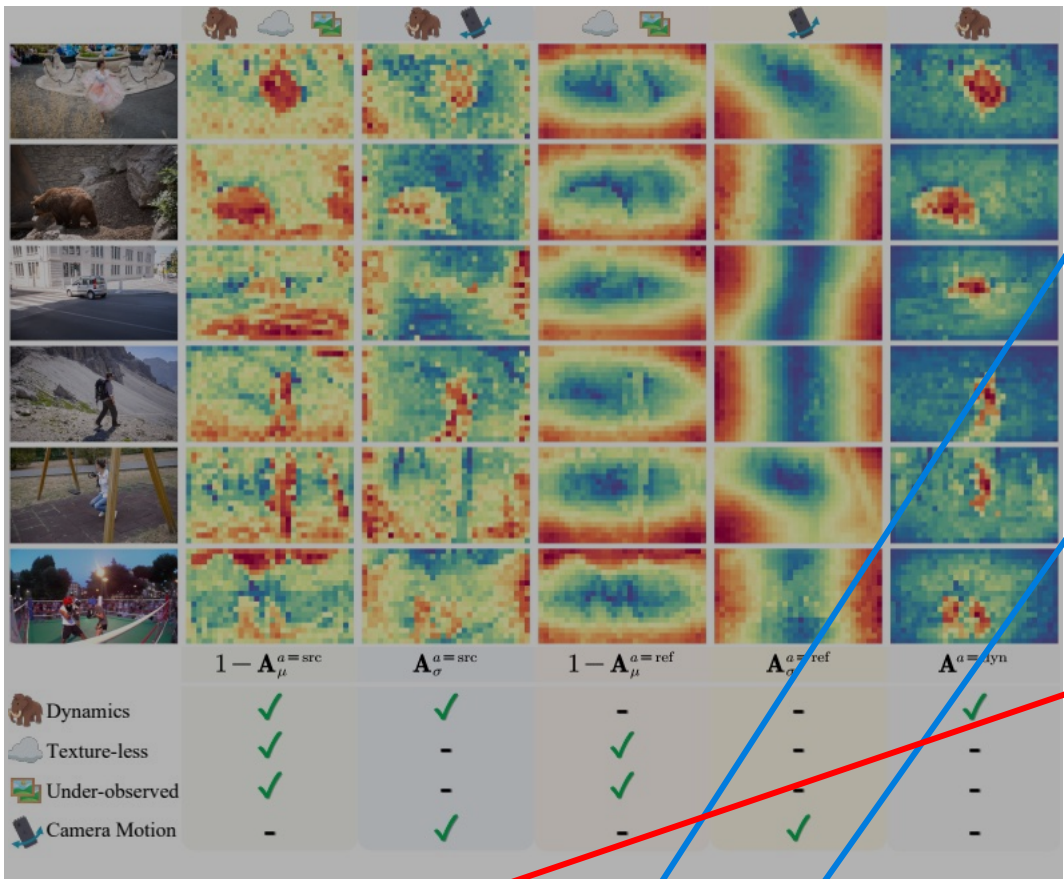 1 − A_μ^{a=src} A_σ^{a=src} 1 − A_μ^{a=ref} A_σ^{a=ref} A^{a=dyn}
Dynamics ✓ ✓ - - ✓
Texture-less ✓ - ✓ - -
Under-observed ✓ - ✓ - -
Camera Motion - ✓ - ✓ -